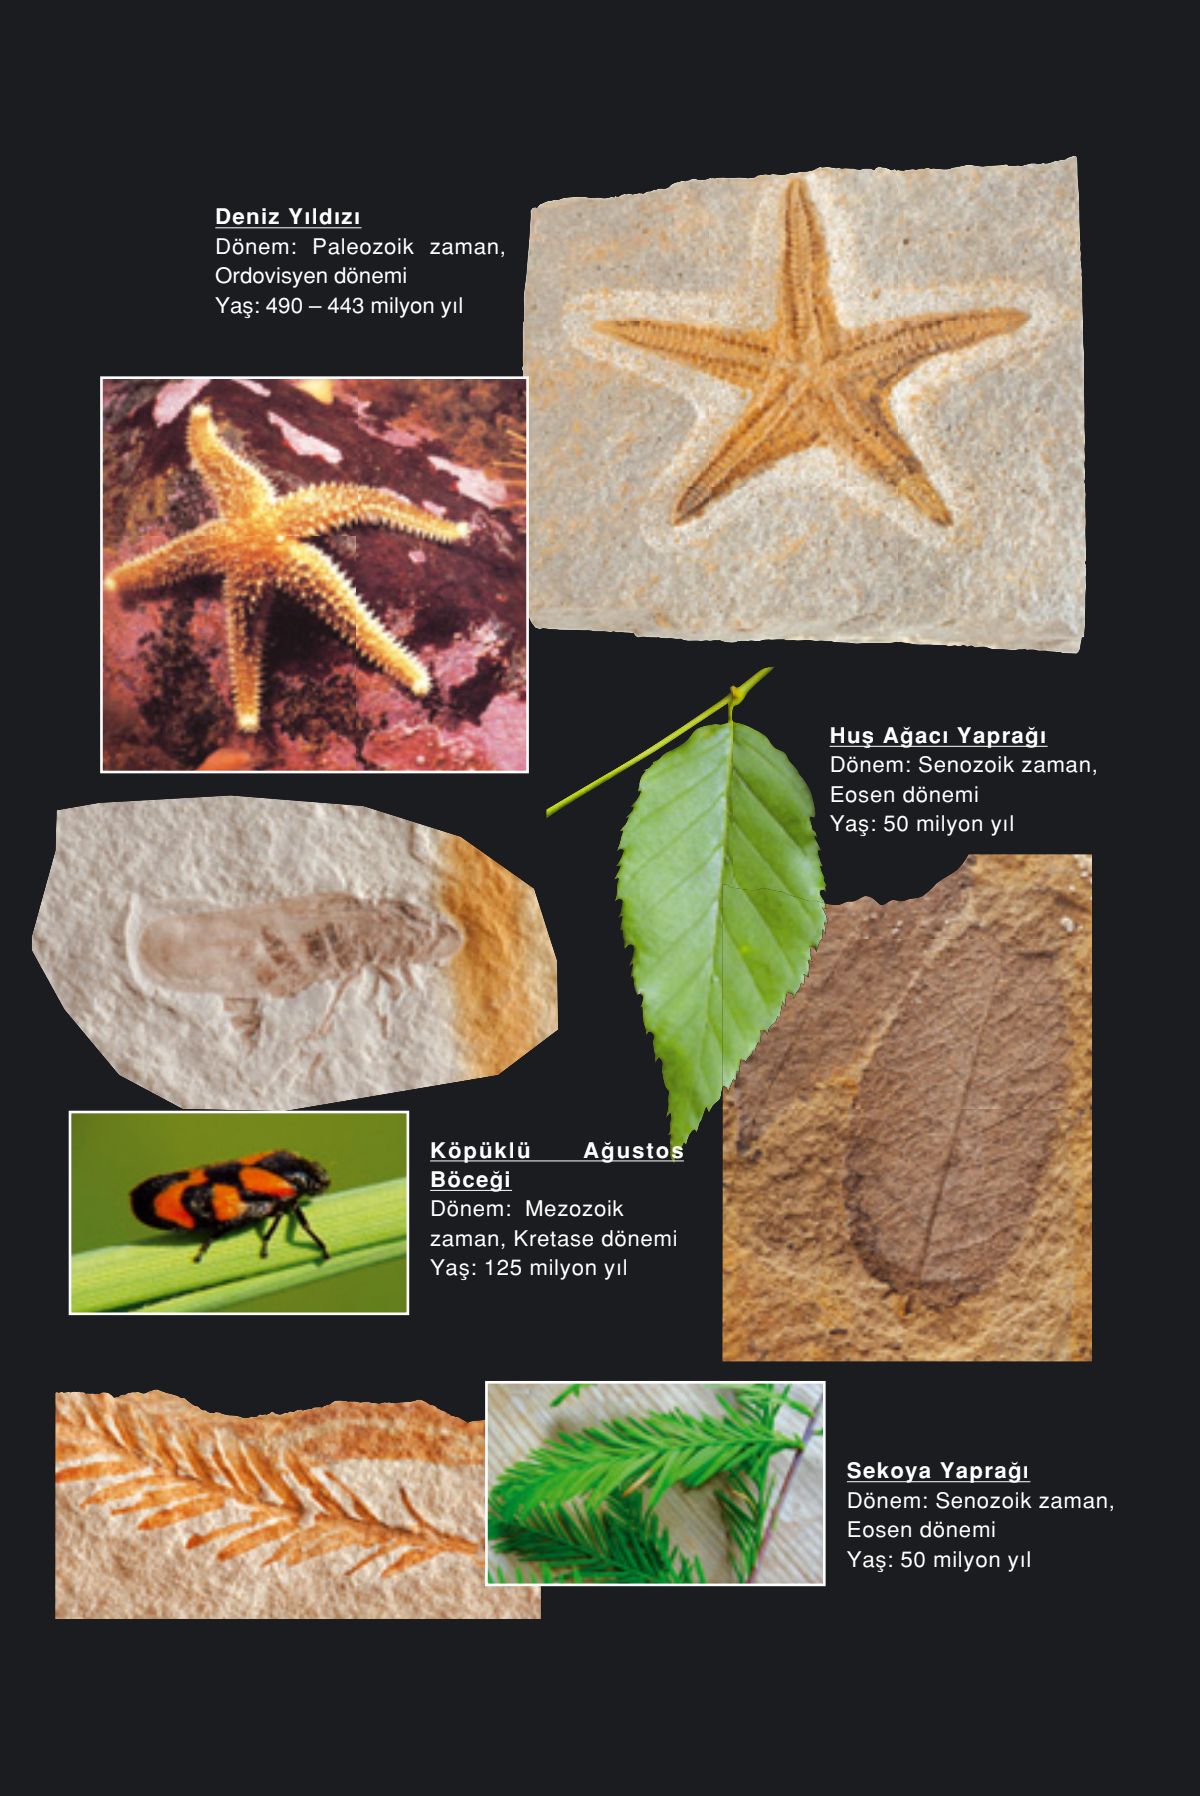 Deniz Yıldızı
Dönem: Paleozoik zaman,
Ordovisyen dönemi
Yaş: 490 – 443 milyon yıl
Huş Ağacı Yaprağı
Dönem: Senozoik zaman,
Eosen dönemi
Yaş: 50 milyon yıl
Köpüklü Ağustos
Böceği
Dönem: Mezozoik
zaman, Kretase dönemi
Yaş: 125 milyon yıl
Sekoya Yaprağı
Dönem: Senozoik zaman,
Eosen dönemi
Yaş: 50 milyon yıl